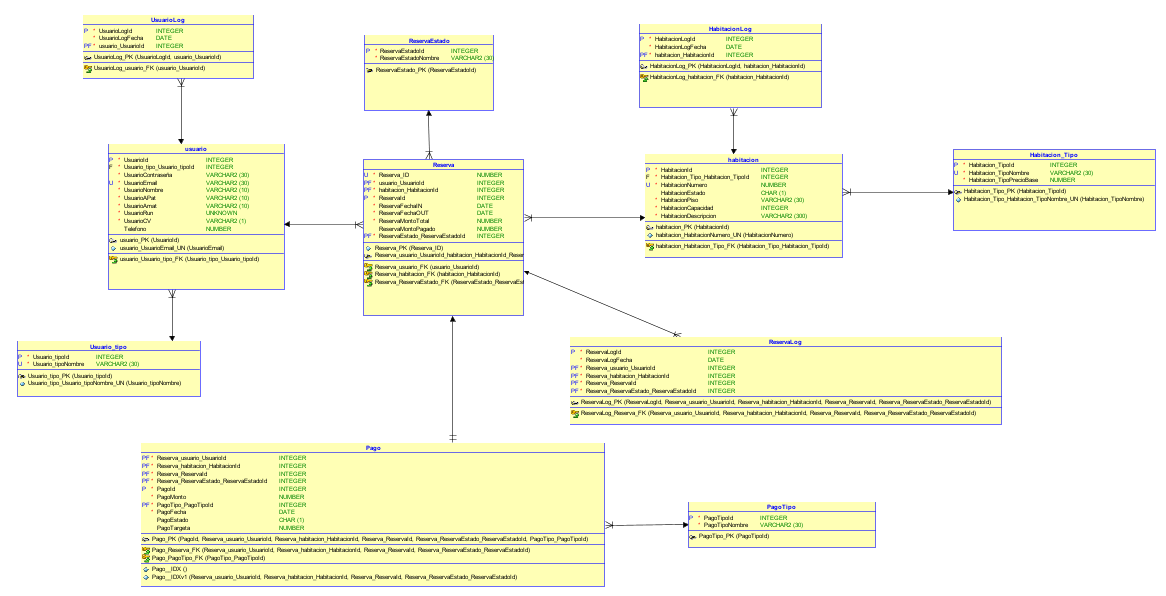 UsuarioLog
P * UsuarioLogId INTEGER
* UsuarioLogFecha DATE
PF * usuario_UsuarioId INTEGER
UsuarioLog_PK (UsuarioLogId, usuario_UsuarioId)
UsuarioLog_usuario_FK (usuario_UsuarioId)
ReservaEstado
P * ReservaEstadoId INTEGER
* ReservaEstadoNombre VARCHAR2 (30)
ReservaEstado_PK (ReservaEstadoId)
HabitacionLog
P * HabitacionLogId INTEGER
* HabitacionLogFecha DATE
PF * habitacion_HabitacionId INTEGER
HabitacionLog_PK (HabitacionLogId, habitacion_HabitacionId)
HabitacionLog_habitacion_FK (habitacion_HabitacionId)
usuario
P * UsuarioId INTEGER
F * Usuario_tipo_Usuario_tipoId INTEGER
* UsuarioContraseña VARCHAR2 (30)
U * UsuarioEmail VARCHAR2 (30)
* UsuarioNombre VARCHAR2 (10)
* UsuarioAPat VARCHAR2 (10)
* UsuarioAmat VARCHAR2 (10)
* UsuarioRun UNKNOWN
* UsuarioCV VARCHAR2 (1)
Telefono NUMBER
usuario_PK (UsuarioId)
usuario_UsuarioEmail_UN (UsuarioEmail)
usuario_Usuario_tipo_FK (Usuario_tipo_Usuario_tipoId)
Reserva
U * Reserva_ID NUMBER
PF * usuario_UsuarioId INTEGER
PF * habitacion_HabitacionId INTEGER
P * ReservaId INTEGER
* ReservaFechaIN DATE
* ReservaFechaOUT DATE
* ReservaMontoTotal NUMBER
* ReservaMontoPagado NUMBER
PF * ReservaEstado_ReservaEstadoId INTEGER
Reserva_PK (Reserva_ID)
Reserva_usuario_UsuarioId_habitacion_HabitacionId_Rese
Reserva_usuario_FK (usuario_UsuarioId)
Reserva_habitacion_FK (habitacion_HabitacionId)
Reserva_ReservaEstado_FK (ReservaEstado_ReservaEst
habitacion
P * HabitacionId INTEGER
F * Habitacion_Tipo_Habitacion_TipoId INTEGER
U * HabitacionNumero NUMBER
* HabitacionEstado CHAR (1)
* HabitacionPiso VARCHAR2 (30)
* HabitacionCapacidad INTEGER
* HabitacionDescripcion VARCHAR2 (300)
habitacion_PK (HabitacionId)
habitacion_HabitacionNumero_UN (HabitacionNumero)
habitacion_Habitacion_Tipo_FK (Habitacion_Tipo_Habitacion_TipoId)
Habitacion_Tipo
P * Habitacion_TipoId INTEGER
U * Habitacion_TipoNombre VARCHAR2 (30)
* Habitacion_TipoPrecioBase NUMBER
Habitacion_Tipo_PK (Habitacion_TipoId)
Habitacion_Tipo_Habitacion_TipoNombre_UN (Habitacion_TipoNombre)
Usuario_tipo
P * Usuario_tipoId INTEGER
U * Usuario_tipoNombre VARCHAR2 (30)
Usuario_tipo_PK (Usuario_tipoId)
Usuario_tipo_Usuario_tipoNombre_UN (Usuario_tipoNombre)
ReservaLog
P * ReservaLogId INTEGER
* ReservaLogFecha DATE
PF * Reserva_usuario_UsuarioId INTEGER
PF * Reserva_habitacion_HabitacionId INTEGER
PF * Reserva_ReservaId INTEGER
PF * Reserva_ReservaEstado_ReservaEstadoId INTEGER
ReservaLog_PK (ReservaLogId, Reserva_usuario_UsuarioId, Reserva_habitacion_HabitacionId, Reserva_ReservaId, Reserva_ReservaEstado_ReservaEstadoId)
ReservaLog_Reserva_FK (Reserva_usuario_UsuarioId, Reserva_habitacion_HabitacionId, Reserva_ReservaId, Reserva_ReservaEstado_ReservaEstadoId)
Pago
PF * Reserva_usuario_UsuarioId INTEGER
PF * Reserva_habitacion_HabitacionId INTEGER
PF * Reserva_ReservaId INTEGER
PF * Reserva_ReservaEstado_ReservaEstadoId INTEGER
P * PagoId INTEGER
* PagoMonto NUMBER
PF * PagoTipo_PagoTipoId INTEGER
* PagoFecha DATE
PagoEstado CHAR (1)
PagoTargeta NUMBER
Pago_PK (PagoId, Reserva_usuario_UsuarioId, Reserva_habitacion_HabitacionId, Reserva_ReservaId, Reserva_ReservaEstado_ReservaEstadoId, PagoTipo_PagoTipoId)
Pago_Reserva_FK (Reserva_usuario_UsuarioId, Reserva_habitacion_HabitacionId, Reserva_ReservaId, Reserva_ReservaEstado_ReservaEstadoId)
Pago_PagoTipo_FK (PagoTipo_PagoTipoId)
Pago__IDX ()
Pago__IDXv1 (Reserva_usuario_UsuarioId, Reserva_habitacion_HabitacionId, Reserva_ReservaId, Reserva_ReservaEstado_ReservaEstadoId)
PagoTipo
P * PagoTipoId INTEGER
* PagoTipoNombre VARCHAR2 (30)
PagoTipo_PK (PagoTipoId)